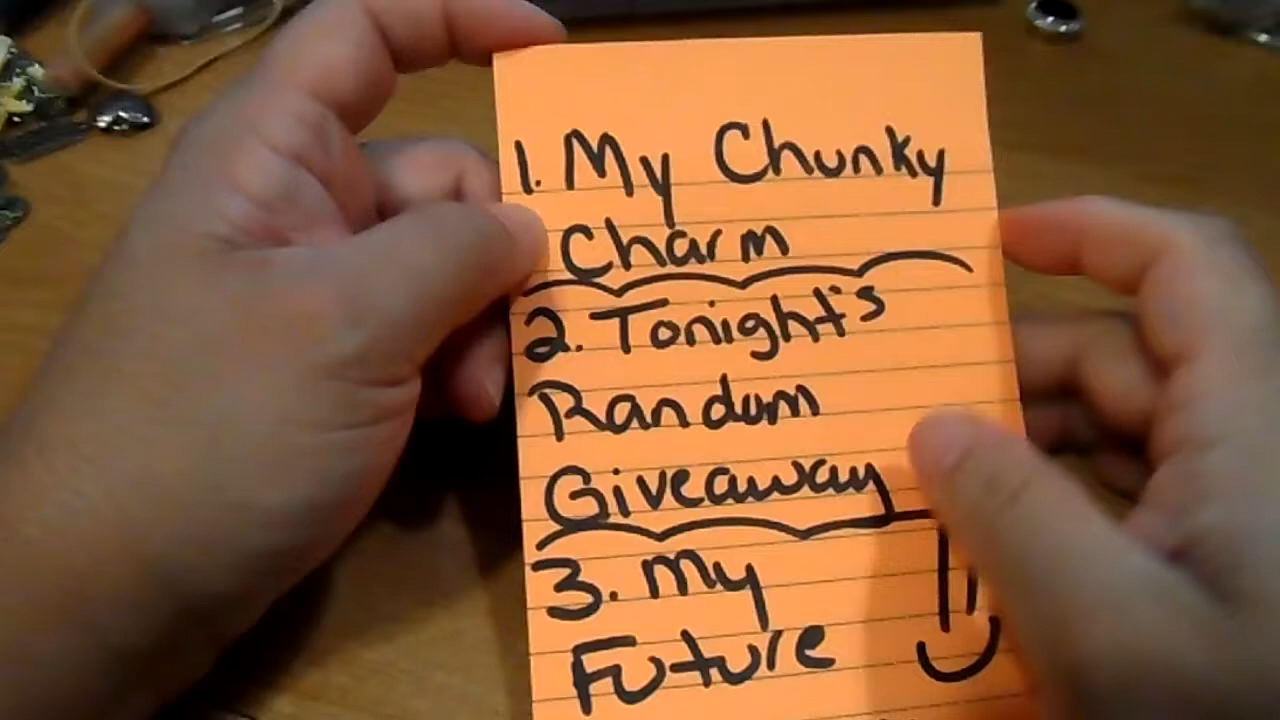 1. My Chunky
Charm
2. Tonight's
Random
Giveaway
3. My
Future